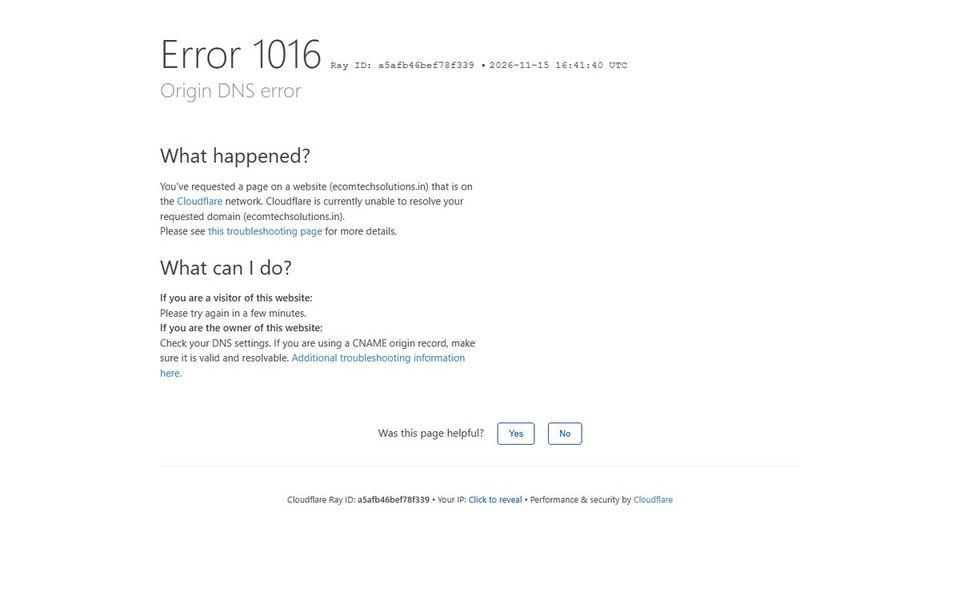 Error 1016 Ray ID: a5afb46bef78f339 • 2026-11-15 16:41:40 UTC
Origin DNS error
What happened?
You've requested a page on a website (ecomtechsolutions.in) that is on
the Cloudflare network. Cloudflare is currently unable to resolve your
requested domain (ecomtechsolutions.in).
Please see this troubleshooting page for more details.
What can I do?
If you are a visitor of this website:
Please try again in a few minutes.
If you are the owner of this website:
Check your DNS settings. If you are using a CNAME origin record, make
sure it is valid and resolvable. Additional troubleshooting information
here.
Was this page helpful? Yes No
Cloudflare Ray ID: a5afb46bef78f339 • Your IP: Click to reveal • Performance & security by Cloudflare